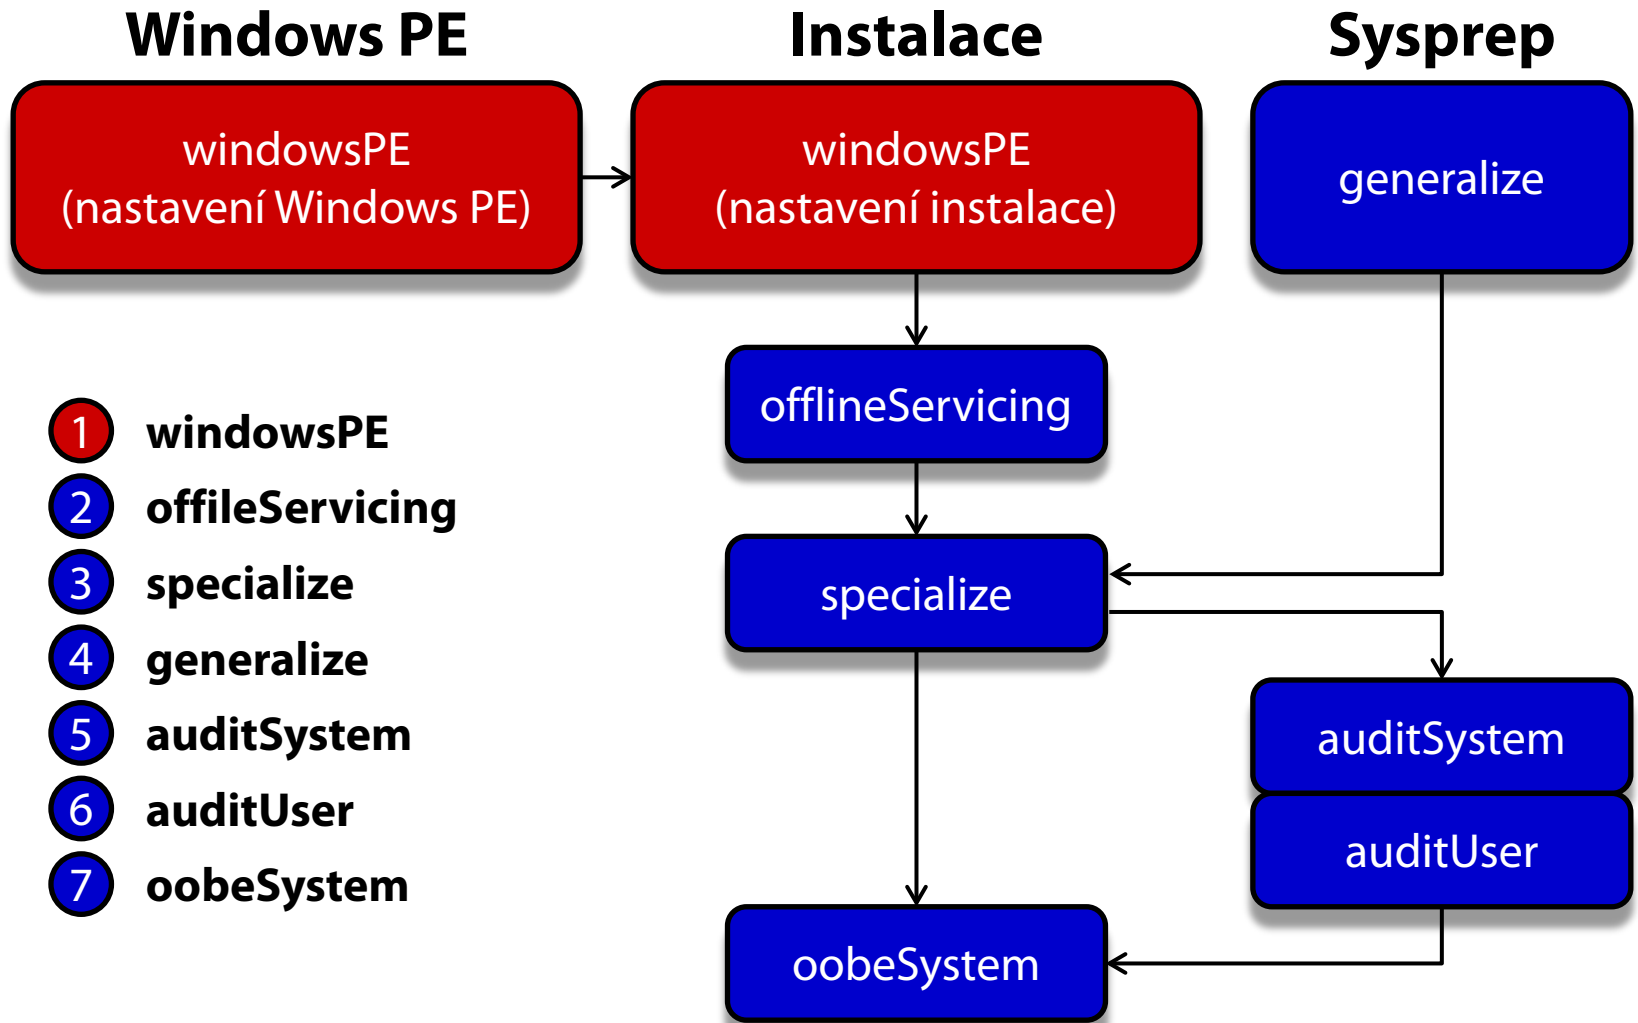 Windows PE
Instalace
Sysprep
windowsPE
(nastavení Windows PE)
windowsPE
(nastavení instalace)
generalize
offlineServicing
specialize
auditSystem
auditUser
oobeSystem
1 windowsPE
2 offileServicing
3 specialize
4 generalize
5 auditSystem
6 auditUser
7 oobeSystem